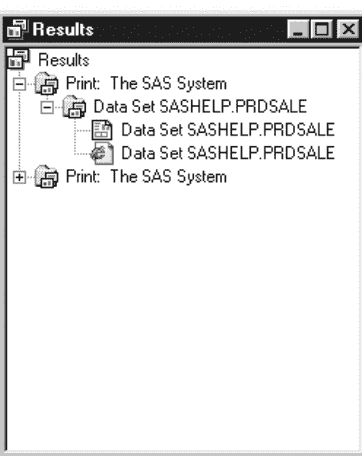 Results
Results
Print: The SAS System
Data Set SASHELP.PRDSALE
Data Set SASHELP.PRDSALE
Data Set SASHELP.PRDSALE
Print: The SAS System